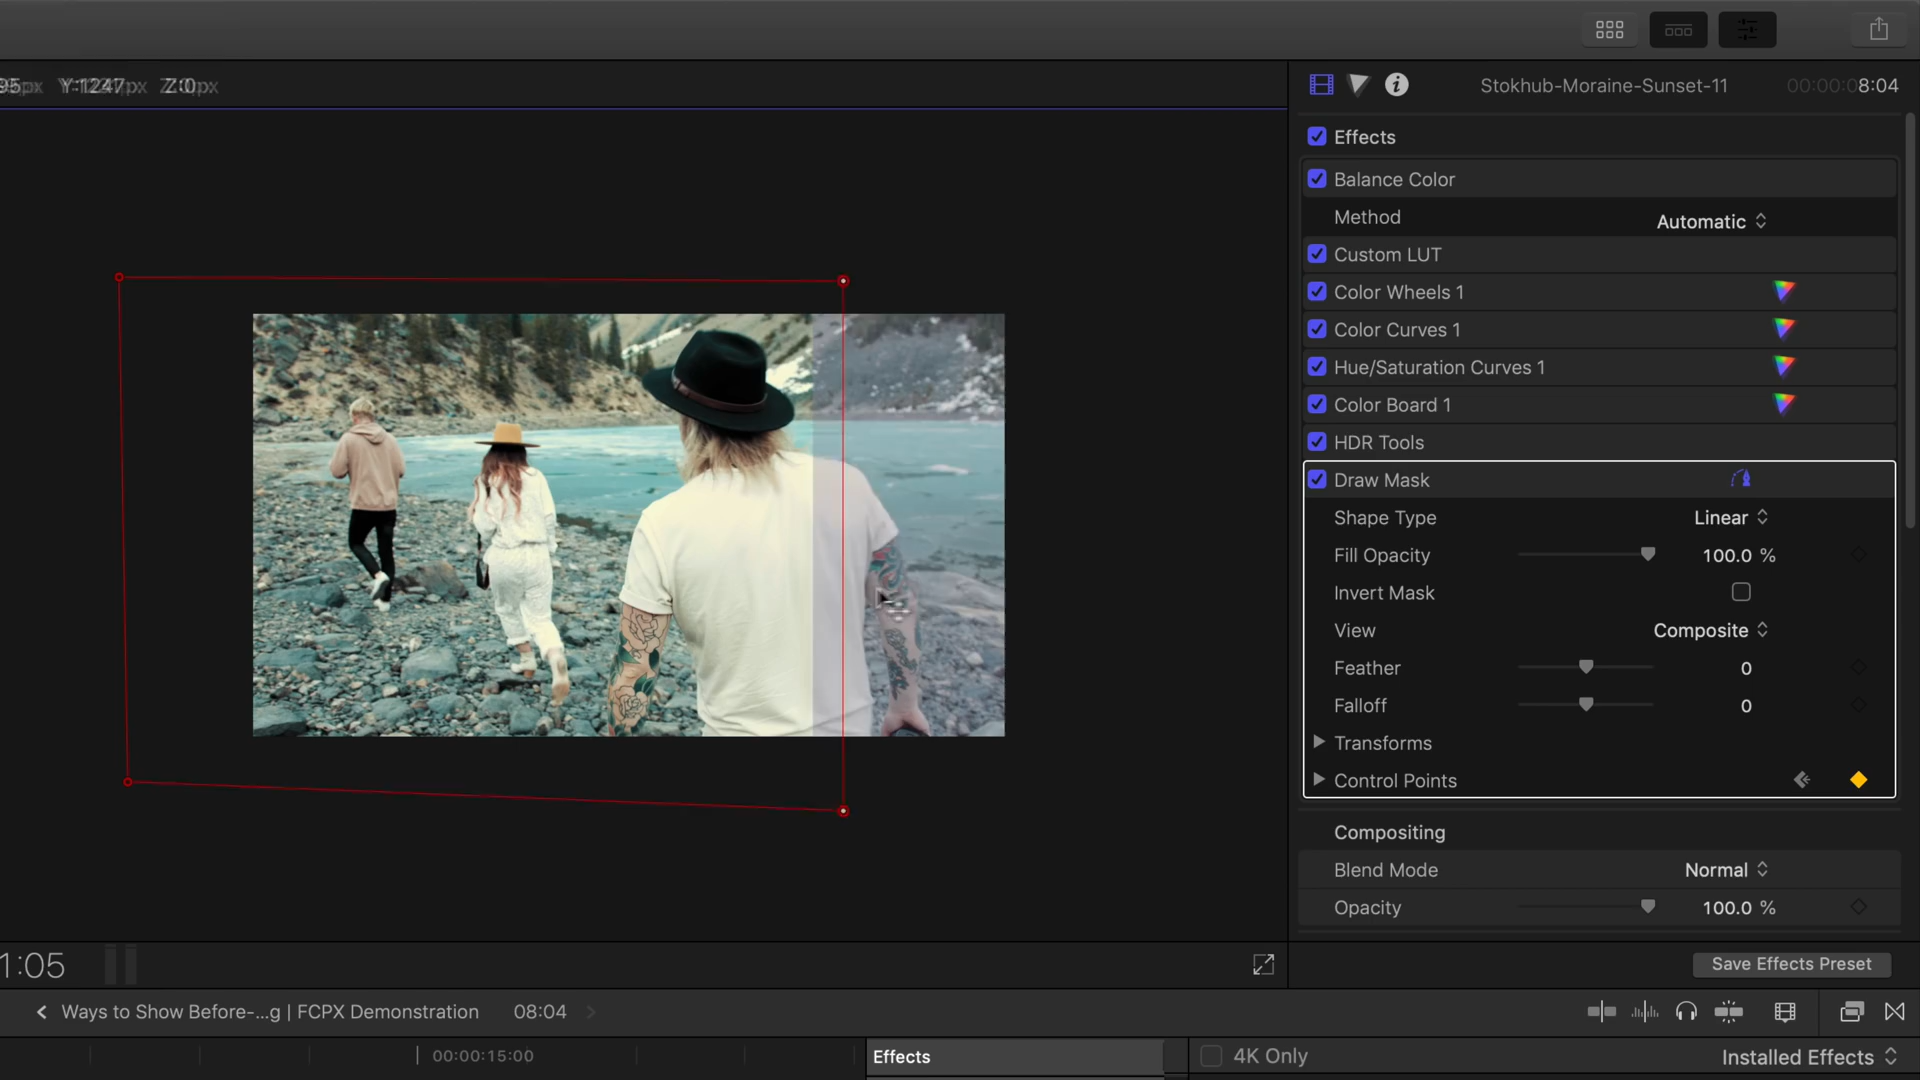 Y:1247px Z:0px
Stokhub-Moraine-Sunset-11 00:00:08:04
Effects
Balance Color
Method Automatic
Custom LUT
Color Wheels 1
Color Curves 1
Hue/Saturation Curves 1
Color Board 1
HDR Tools
Draw Mask
Shape Type Linear
Fill Opacity 100.0 %
Invert Mask
View Composite
Feather 0
Falloff 0
Transforms
Control Points
Compositing
Blend Mode Normal
Opacity 100.0 %
1:05
Save Effects Preset
Ways to Show Before-...g | FCPX Demonstration 08:04
00:00:15:00
Effects
4K Only
Installed Effects